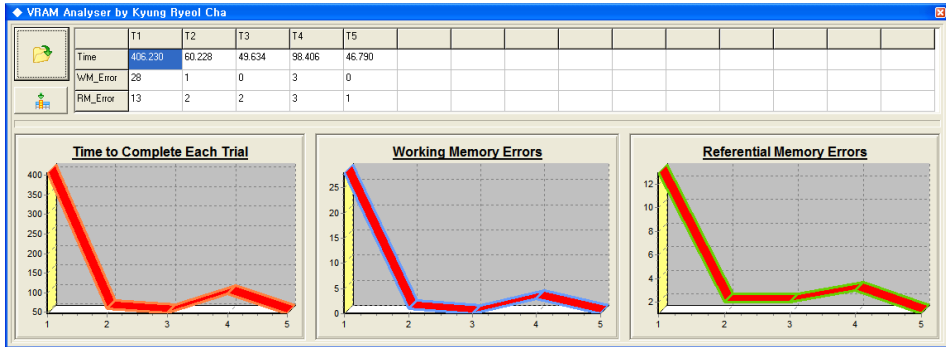 VRAM Analyser by Kyung Ryeol Cha
T1 T2 T3 T4 T5
Time 406.230 60.228 49.634 98.406 46.790
WM_Error 28 1 0 3 0
RM_Error 13 2 2 3 1
Time to Complete Each Trial
400
350
300
250
200
150
100
50
1 2 3 4 5
Working Memory Errors
25
20
15
10
5
0
1 2 3 4 5
Referential Memory Errors
12
10
8
6
4
2
1 2 3 4 5